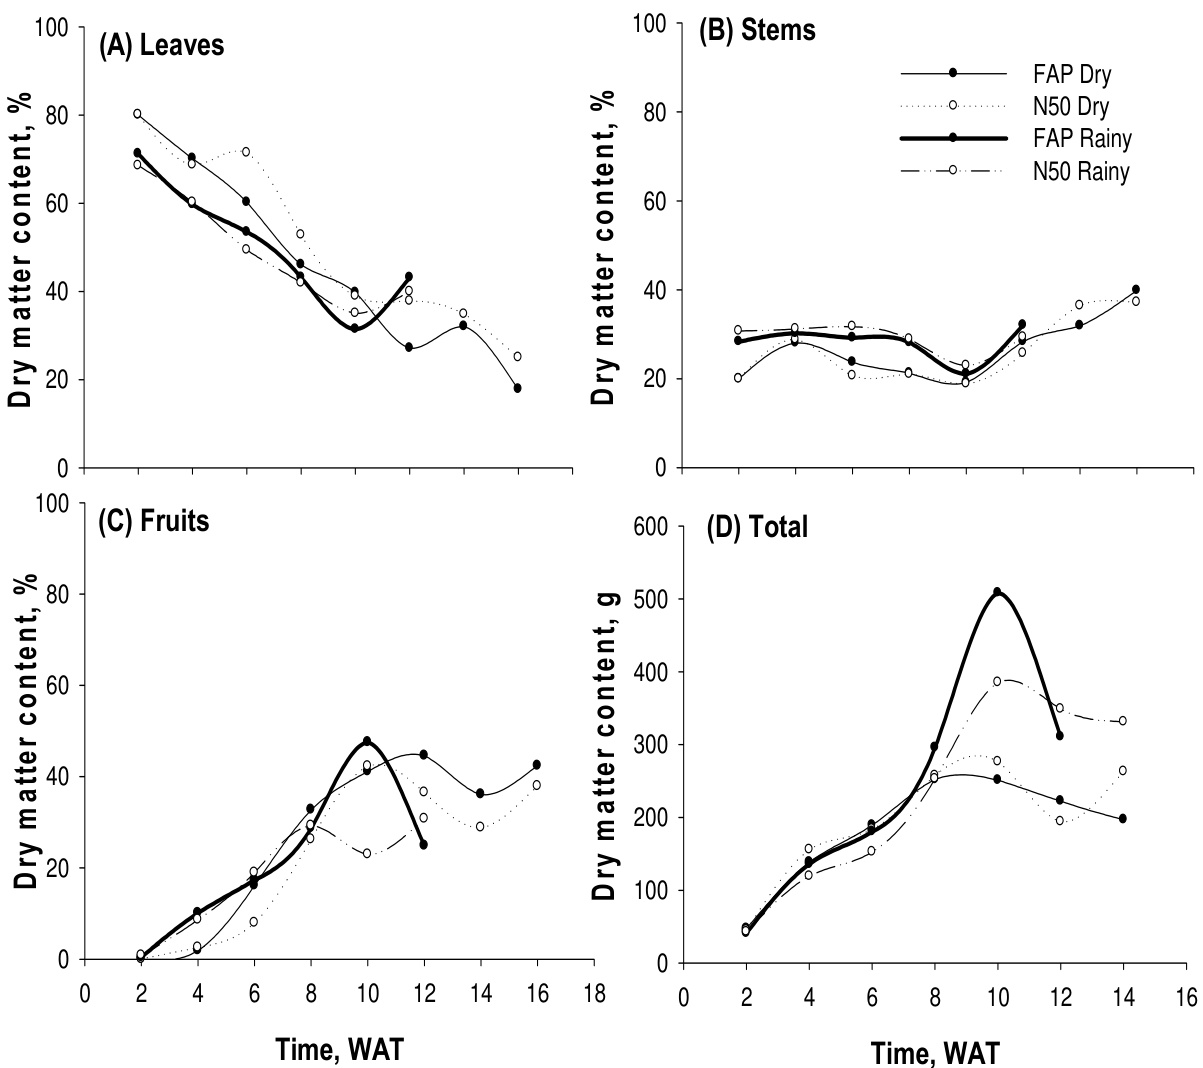 (A) Leaves
Dry matter content, %
100
80
60
40
20
0
(B) Stems
Dry matter content, %
100
80
60
40
20
0
FAP Dry
N50 Dry
FAP Rainy
N50 Rainy
(C) Fruits
Dry matter content, %
100
80
60
40
20
0
0 2 4 6 8 10 12 14 16 18
Time, WAT
(D) Total
Dry matter content, g
600
500
400
300
200
100
0
0 2 4 6 8 10 12 14 16
Time, WAT